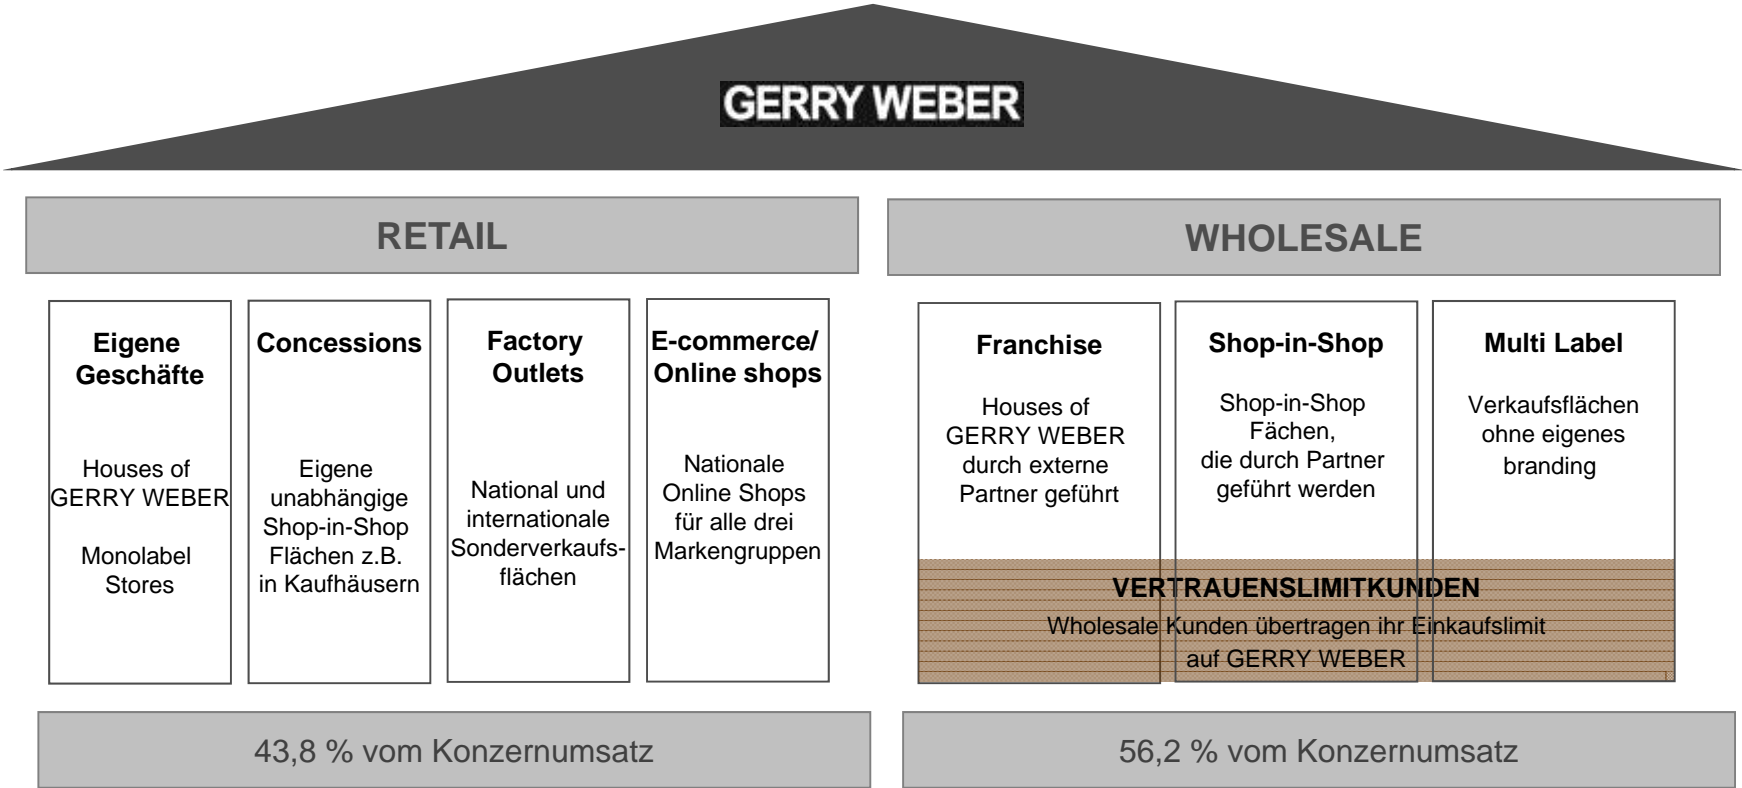 GERRY WEBER
RETAIL
Eigene
Geschäfte
Houses of
GERRY WEBER
Monolabel
Stores
Concessions
Eigene
unabhängige
Shop-in-Shop
Flächen z.B.
in Kaufhäusern
Factory
Outlets
National und
internationale
Sonderverkaufs-
flächen
E-commerce/
Online shops
Nationale
Online Shops
für alle drei
Markengruppen
43,8 % vom Konzernumsatz
WHOLESALE
Franchise
Houses of
GERRY WEBER
durch externe
Partner geführt
Shop-in-Shop
Shop-in-Shop
Fächen,
die durch Partner
geführt werden
Multi Label
Verkaufsflächen
ohne eigenes
branding
VERTRAUENSLIMITKUNDEN
Wholesale Kunden übertragen ihr Einkaufslimit
auf GERRY WEBER
56,2 % vom Konzernumsatz